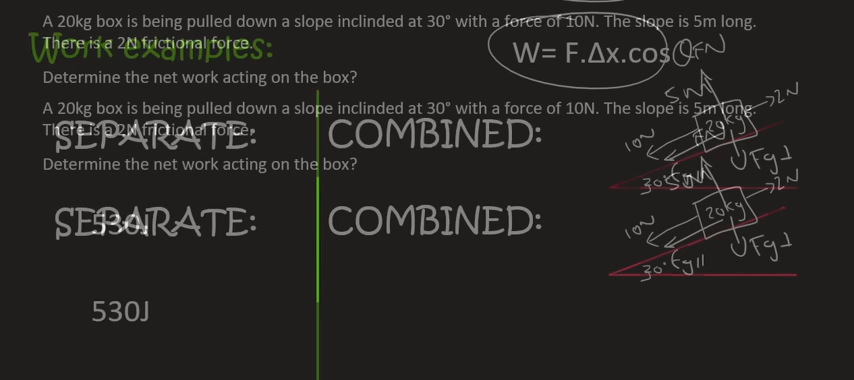 A 20kg box is being pulled down a slope inclinded at 30° with a force of 10N. The slope is 5m long.
There is a 2N frictional force.
Work examples:
W= F.Δx.cosθ
FN
Determine the net work acting on the box?
5m
2N
A 20kg box is being pulled down a slope inclinded at 30° with a force of 10N. The slope is 5m long.
There is a 2N frictional force.
20kg
SEPARATE:
COMBINED:
10N
Fg⊥
Determine the net work acting on the box?
30°
2N
SEPARATE:
COMBINED:
20kg
530J
10N
Fg⊥
30°
Fg||
530J